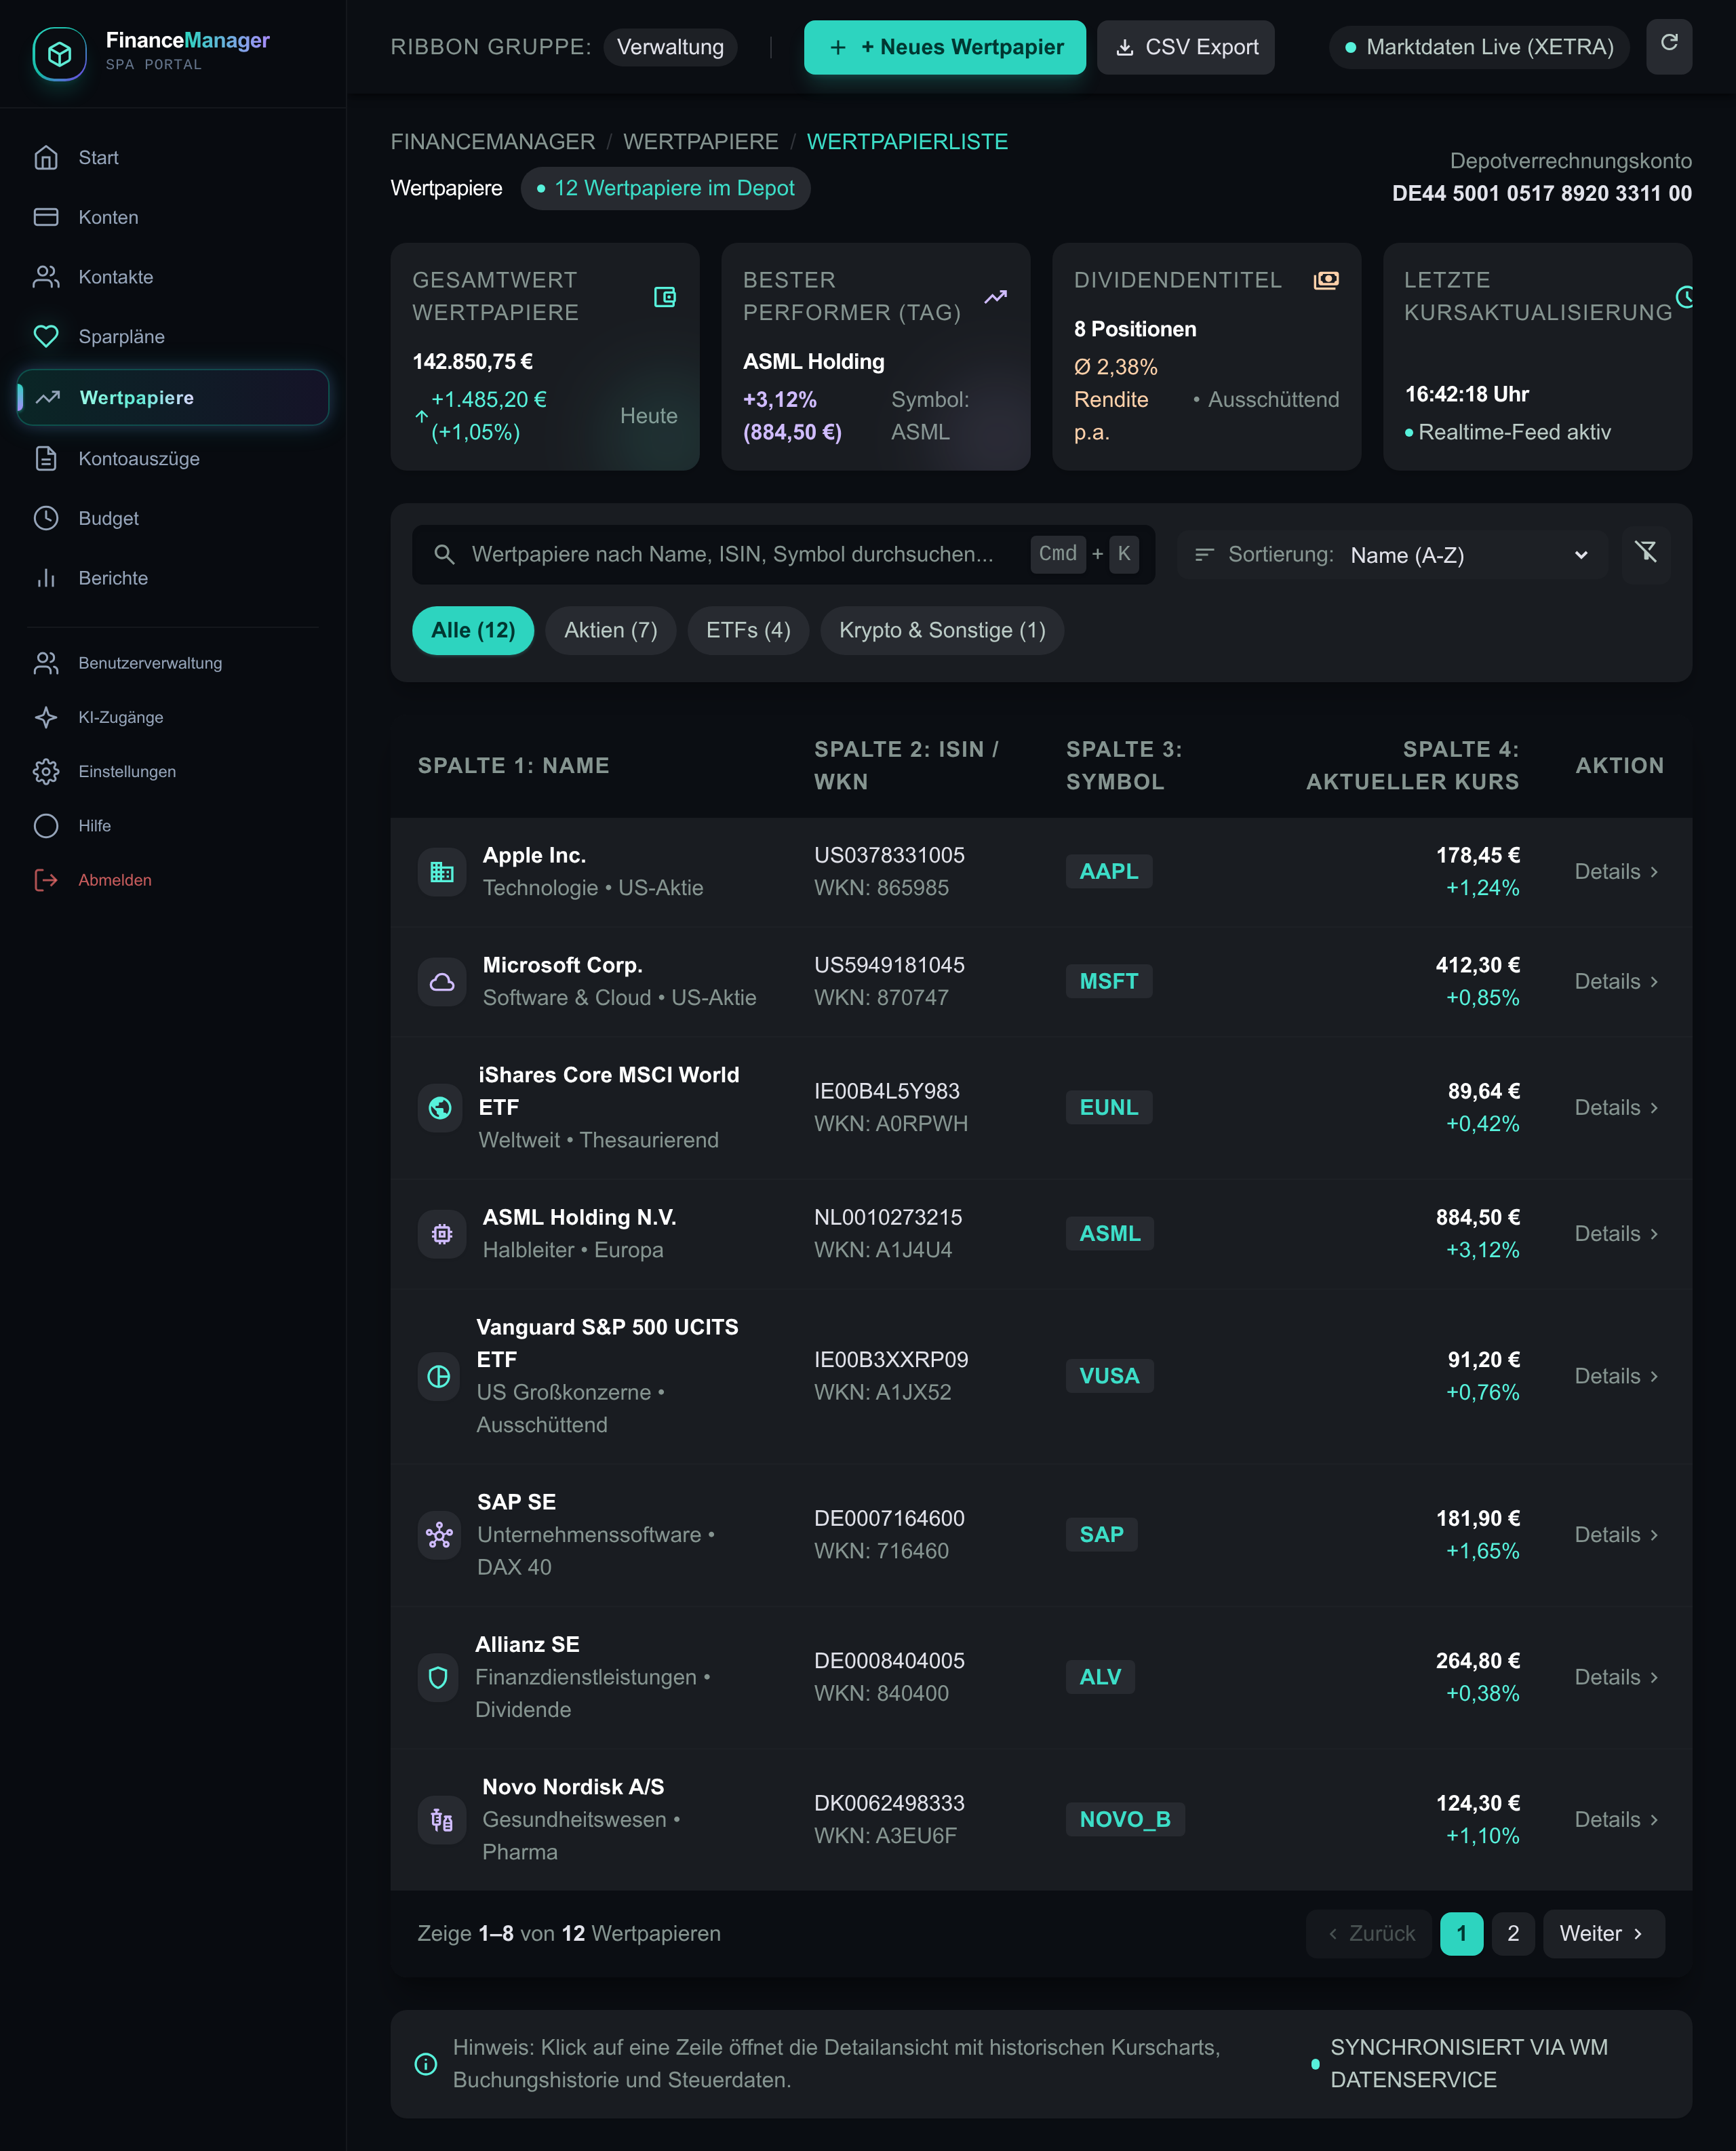 FinanceManager
SPA PORTAL
Start
Konten
Kontakte
Sparpläne
Wertpapiere
Kontoauszüge
Budget
Berichte
Benutzerverwaltung
KI-Zugänge
Einstellungen
Hilfe
Abmelden
RIBBON GRUPPE: Verwaltung + + Neues Wertpapier CSV Export Marktdaten Live (XETRA)
FINANCEMANAGER / WERTPAPIERE / WERTPAPIERLISTE
Wertpapiere • 12 Wertpapiere im Depot
Depotverrechnungskonto
DE44 5001 0517 8920 3311 00
GESAMTWERT
WERTPAPIERE
142.850,75 €
+1.485,20 €
(+1,05%)
Heute
BESTER
PERFORMER (TAG)
ASML Holding
+3,12%
(884,50 €)
Symbol:
ASML
DIVIDENDENTITEL
8 Positionen
Ø 2,38%
Rendite
p.a.
• Ausschüttend
LETZTE
KURSAKTUALISIERUNG
16:42:18 Uhr
Realtime-Feed aktiv
Wertpapiere nach Name, ISIN, Symbol durchsuchen... Cmd + K
Sortierung: Name (A-Z)
Alle (12) Aktien (7) ETFs (4) Krypto & Sonstige (1)
SPALTE 1: NAME
SPALTE 2: ISIN /
WKN
SPALTE 3:
SYMBOL
SPALTE 4:
AKTUELLER KURS
AKTION
Apple Inc.
Technologie • US-Aktie
US0378331005
WKN: 865985
AAPL
178,45 €
+1,24%
Details
Microsoft Corp.
Software & Cloud • US-Aktie
US5949181045
WKN: 870747
MSFT
412,30 €
+0,85%
Details
iShares Core MSCI World
ETF
Weltweit • Thesaurierend
IE00B4L5Y983
WKN: A0RPWH
EUNL
89,64 €
+0,42%
Details
ASML Holding N.V.
Halbleiter • Europa
NL0010273215
WKN: A1J4U4
ASML
884,50 €
+3,12%
Details
Vanguard S&P 500 UCITS
ETF
US Großkonzerne •
Ausschüttend
IE00B3XXRP09
WKN: A1JX52
VUSA
91,20 €
+0,76%
Details
SAP SE
Unternehmenssoftware •
DAX 40
DE0007164600
WKN: 716460
SAP
181,90 €
+1,65%
Details
Allianz SE
Finanzdienstleistungen •
Dividende
DE0008404005
WKN: 840400
ALV
264,80 €
+0,38%
Details
Novo Nordisk A/S
Gesundheitswesen •
Pharma
DK0062498333
WKN: A3EU6F
NOVO_B
124,30 €
+1,10%
Details
Zeige 1–8 von 12 Wertpapieren
Zurück 1 2 Weiter
Hinweis: Klick auf eine Zeile öffnet die Detailansicht mit historischen Kurscharts,
Buchungshistorie und Steuerdaten.
SYNCHRONISIERT VIA WM
DATENSERVICE